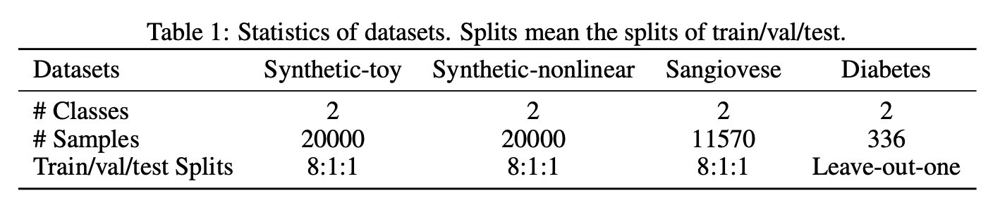 Table 1: Statistics of datasets. Splits mean the splits of train/val/test.
Datasets Synthetic-toy Synthetic-nonlinear Sangiovese Diabetes
# Classes 2 2 2 2
# Samples 20000 20000 11570 336
Train/val/test Splits 8:1:1 8:1:1 8:1:1 Leave-out-one